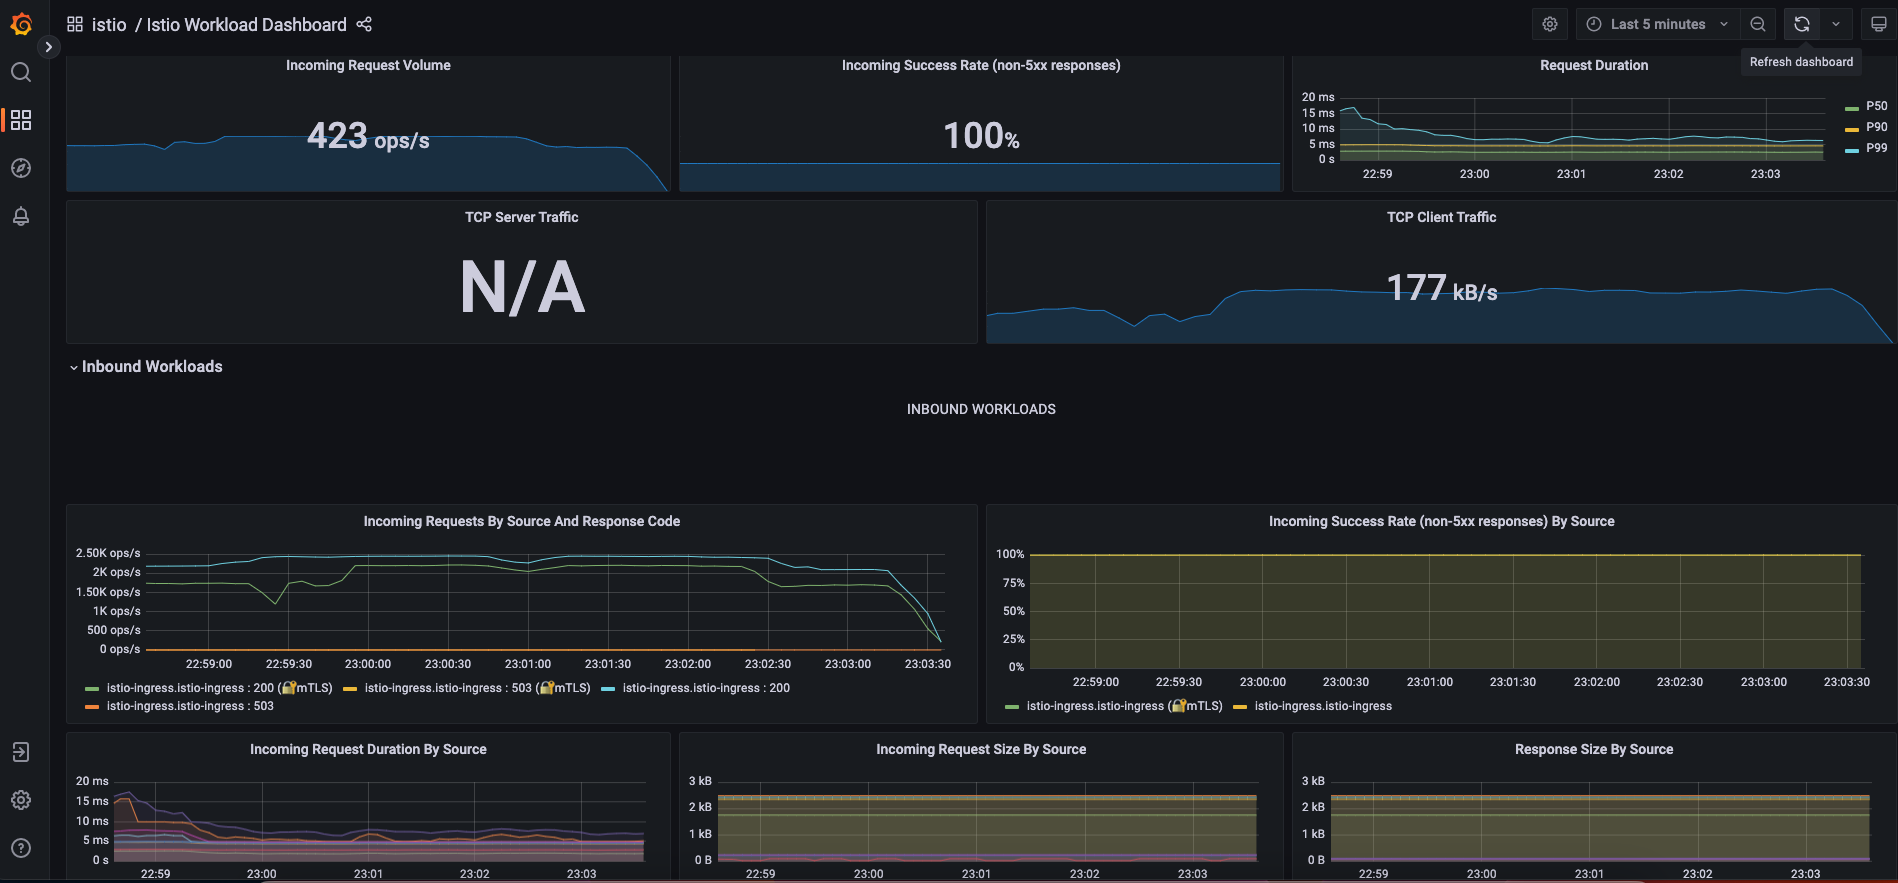 istio / Istio Workload Dashboard
Last 5 minutes
Refresh dashboard
Incoming Request Volume
423 ops/s
Incoming Success Rate (non-5xx responses)
100%
Request Duration
20 ms
15 ms
10 ms
5 ms
0 s
22:59 23:00 23:01 23:02 23:03
P50
P90
P99
TCP Server Traffic
N/A
TCP Client Traffic
177 kB/s
Inbound Workloads
INBOUND WORKLOADS
Incoming Requests By Source And Response Code
2.50K ops/s
2K ops/s
1.50K ops/s
1K ops/s
500 ops/s
0 ops/s
22:59:00 22:59:30 23:00:00 23:00:30 23:01:00 23:01:30 23:02:00 23:02:30 23:03:00 23:03:30
istio-ingress.istio-ingress : 200 (🔐mTLS) istio-ingress.istio-ingress : 503 (🔐mTLS) istio-ingress.istio-ingress : 200
istio-ingress.istio-ingress : 503
Incoming Success Rate (non-5xx responses) By Source
100%
75%
50%
25%
0%
22:59:00 22:59:30 23:00:00 23:00:30 23:01:00 23:01:30 23:02:00 23:02:30 23:03:00 23:03:30
istio-ingress.istio-ingress (🔐mTLS) istio-ingress.istio-ingress
Incoming Request Duration By Source
20 ms
15 ms
10 ms
5 ms
0 s
22:59 23:00 23:01 23:02 23:03
Incoming Request Size By Source
3 kB
2 kB
1 kB
0 B
22:59 23:00 23:01 23:02 23:03
Response Size By Source
3 kB
2 kB
1 kB
0 B
22:59 23:00 23:01 23:02 23:03